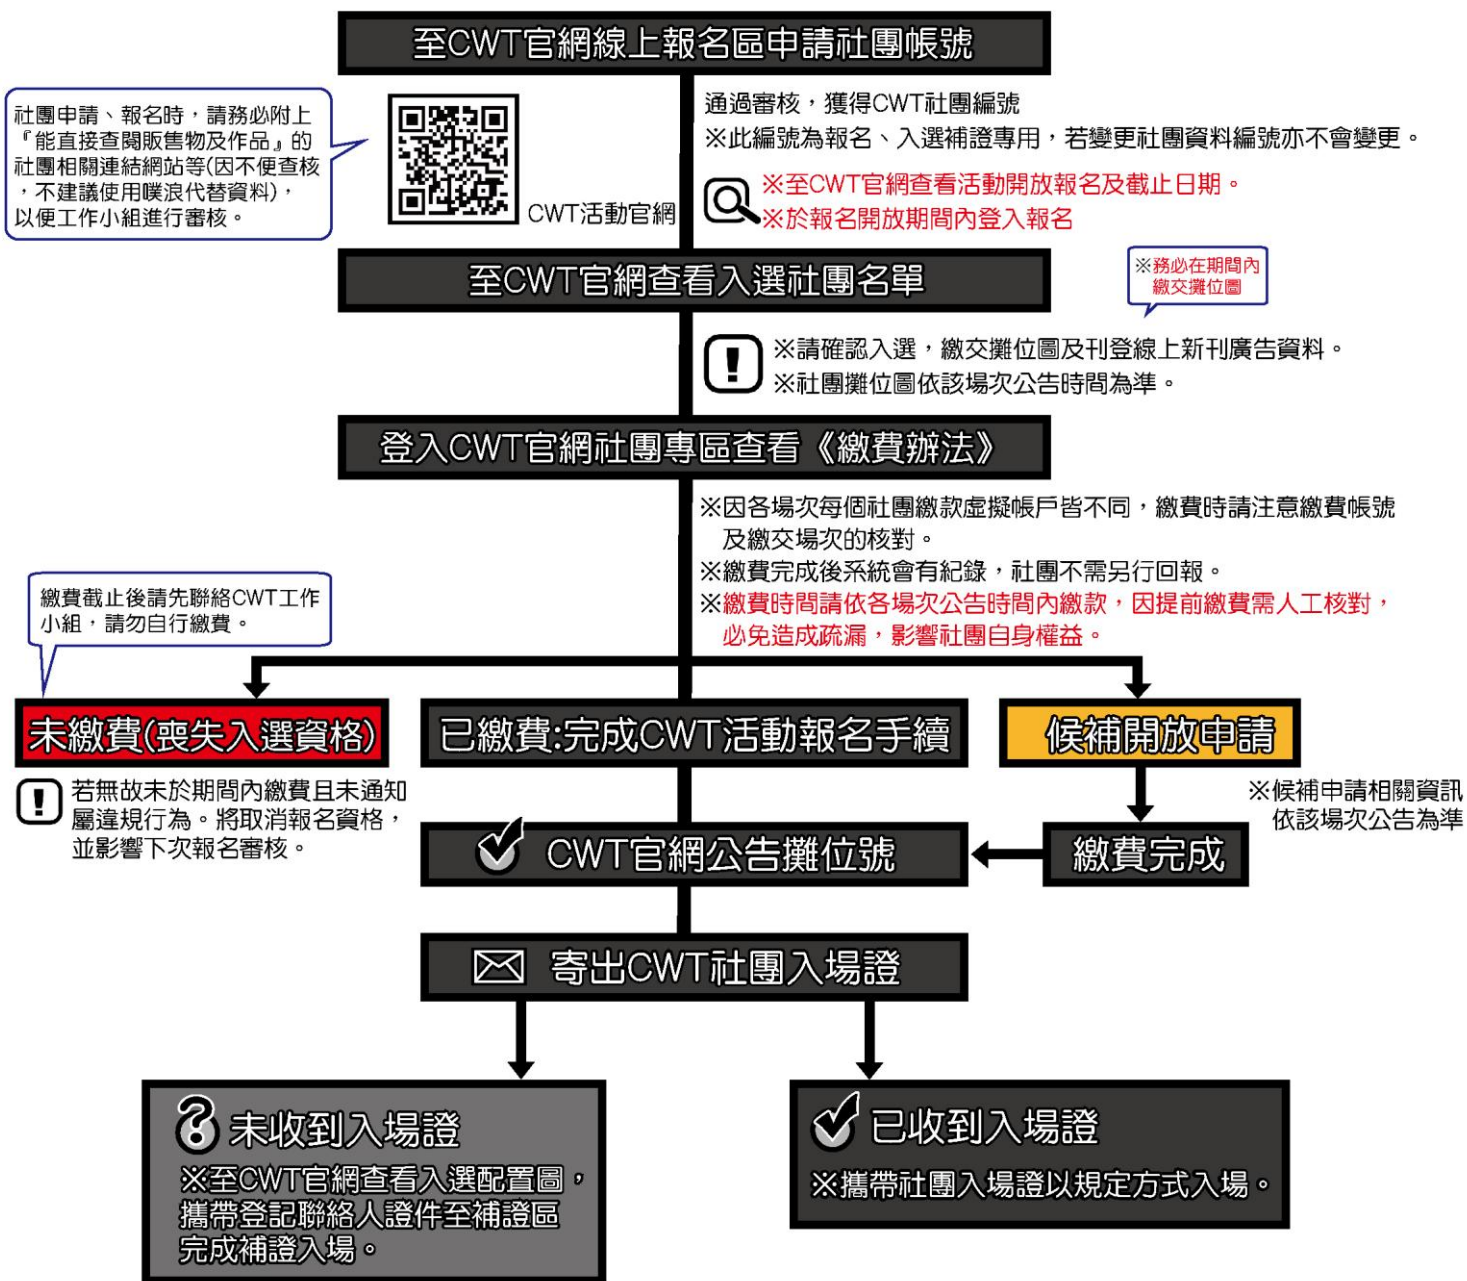 至CWT官網線上報名區申請社團帳號
社團申請、報名時，請務必附上
『能直接查閱販售物及作品』的
社團相關連結網站等(因不便查核
，不建議使用噗浪代替資料)，
以便工作小組進行審核。
CWT活動官網
通過審核，獲得CWT社團編號
※此編號為報名、入選補證專用，若變更社團資料編號亦不會變更。
※至CWT官網查看活動開放報名及截止日期。
※於報名開放期間內登入報名
至CWT官網查看入選社團名單
※務必在期間內
繳交攤位圖
※請確認入選，繳交攤位圖及刊登線上新刊廣告資料。
※社團攤位圖依該場次公告時間為準。
登入CWT官網社團專區查看《繳費辦法》
※因各場次每個社團繳款虛擬帳戶皆不同，繳費時請注意繳費帳號
及繳交場次的核對。
※繳費完成後系統會有紀錄，社團不需另行回報。
※繳費時間請依各場次公告時間內繳款，因提前繳費需人工核對，
必免造成疏漏，影響社團自身權益。
繳費截止後請先聯絡CWT工作
小組，請勿自行繳費。
未繳費(喪失入選資格)
已繳費:完成CWT活動報名手續
候補開放申請
若無故未於期間內繳費且未通知
屬違規行為。將取消報名資格，
並影響下次報名審核。
※候補申請相關資訊
依該場次公告為準
CWT官網公告攤位號
繳費完成
寄出CWT社團入場證
未收到入場證
※至CWT官網查看入選配置圖，
攜帶登記聯絡人證件至補證區
完成補證入場。
已收到入場證
※攜帶社團入場證以規定方式入場。